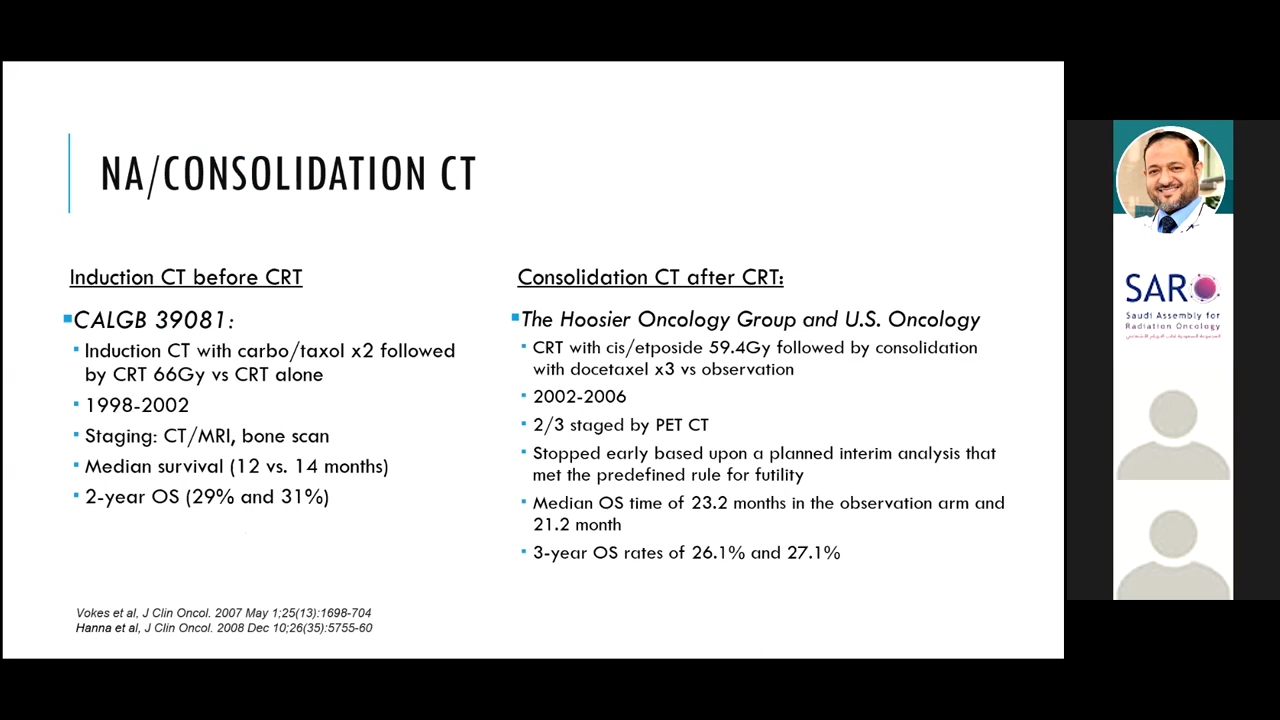 NA/CONSOLIDATION CT
Induction CT before CRT
CALGB 39081:
Induction CT with carbo/taxol x2 followed
by CRT 66Gy vs CRT alone
1998-2002
Staging: CT/MRI, bone scan
Median survival (12 vs. 14 months)
2-year OS (29% and 31%)
Consolidation CT after CRT:
The Hoosier Oncology Group and U.S. Oncology
CRT with cis/etoposide 59.4Gy followed by consolidation
with docetaxel x3 vs observation
2002-2006
2/3 staged by PET CT
Stopped early based upon a planned interim analysis that
met the predefined rule for futility
Median OS time of 23.2 months in the observation arm and
21.2 month
3-year OS rates of 26.1% and 27.1%
Vokes et al, J Clin Oncol. 2007 May 1;25(13):1698-704
Hanna et al, J Clin Oncol. 2008 Dec 10;26(35):5755-60
SARO
Saudi Assembly for
Radiation Oncology